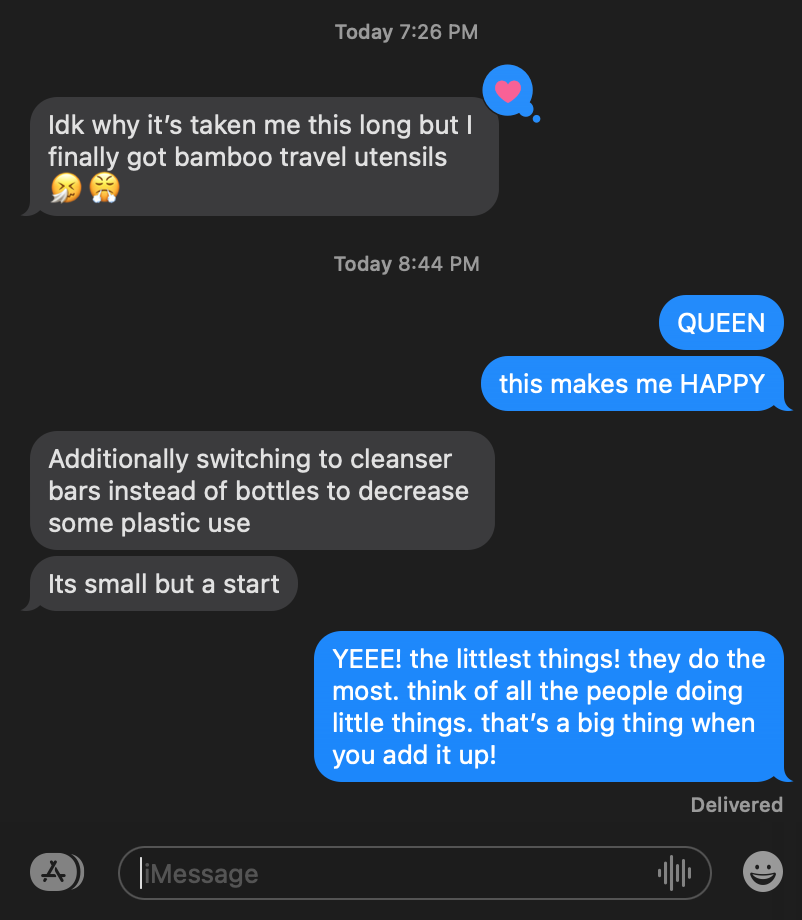 Today 7:26 PM
Idk why it’s taken me this long but I
finally got bamboo travel utensils
🤧😤
Today 8:44 PM
QUEEN
this makes me HAPPY
Additionally switching to cleanser
bars instead of bottles to decrease
some plastic use
Its small but a start
YEEE! the littlest things! they do the
most. think of all the people doing
little things. that’s a big thing when
you add it up!
Delivered
iMessage